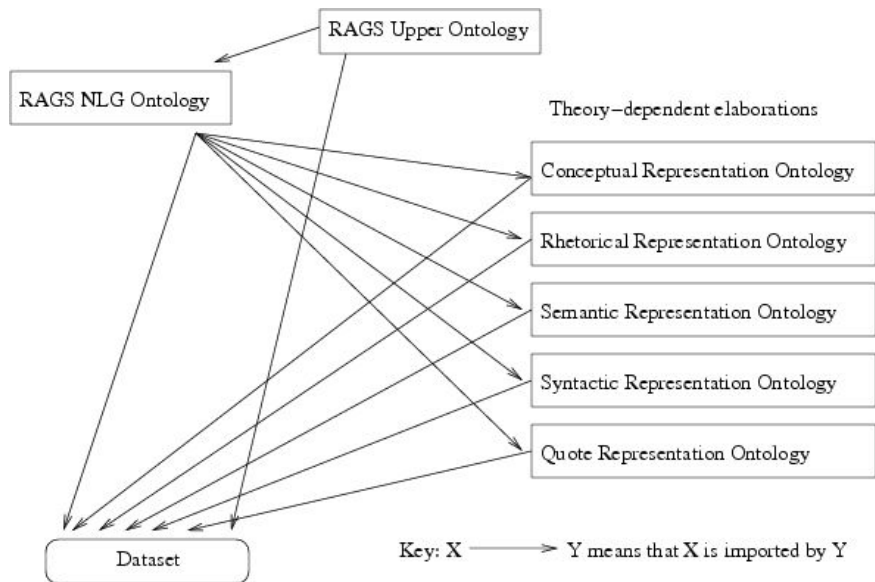 RAGS Upper Ontology
RAGS NLG Ontology
Theory-dependent elaborations
Conceptual Representation Ontology
Rhetorical Representation Ontology
Semantic Representation Ontology
Syntactic Representation Ontology
Quote Representation Ontology
Dataset
Key: X Y means that X is imported by Y